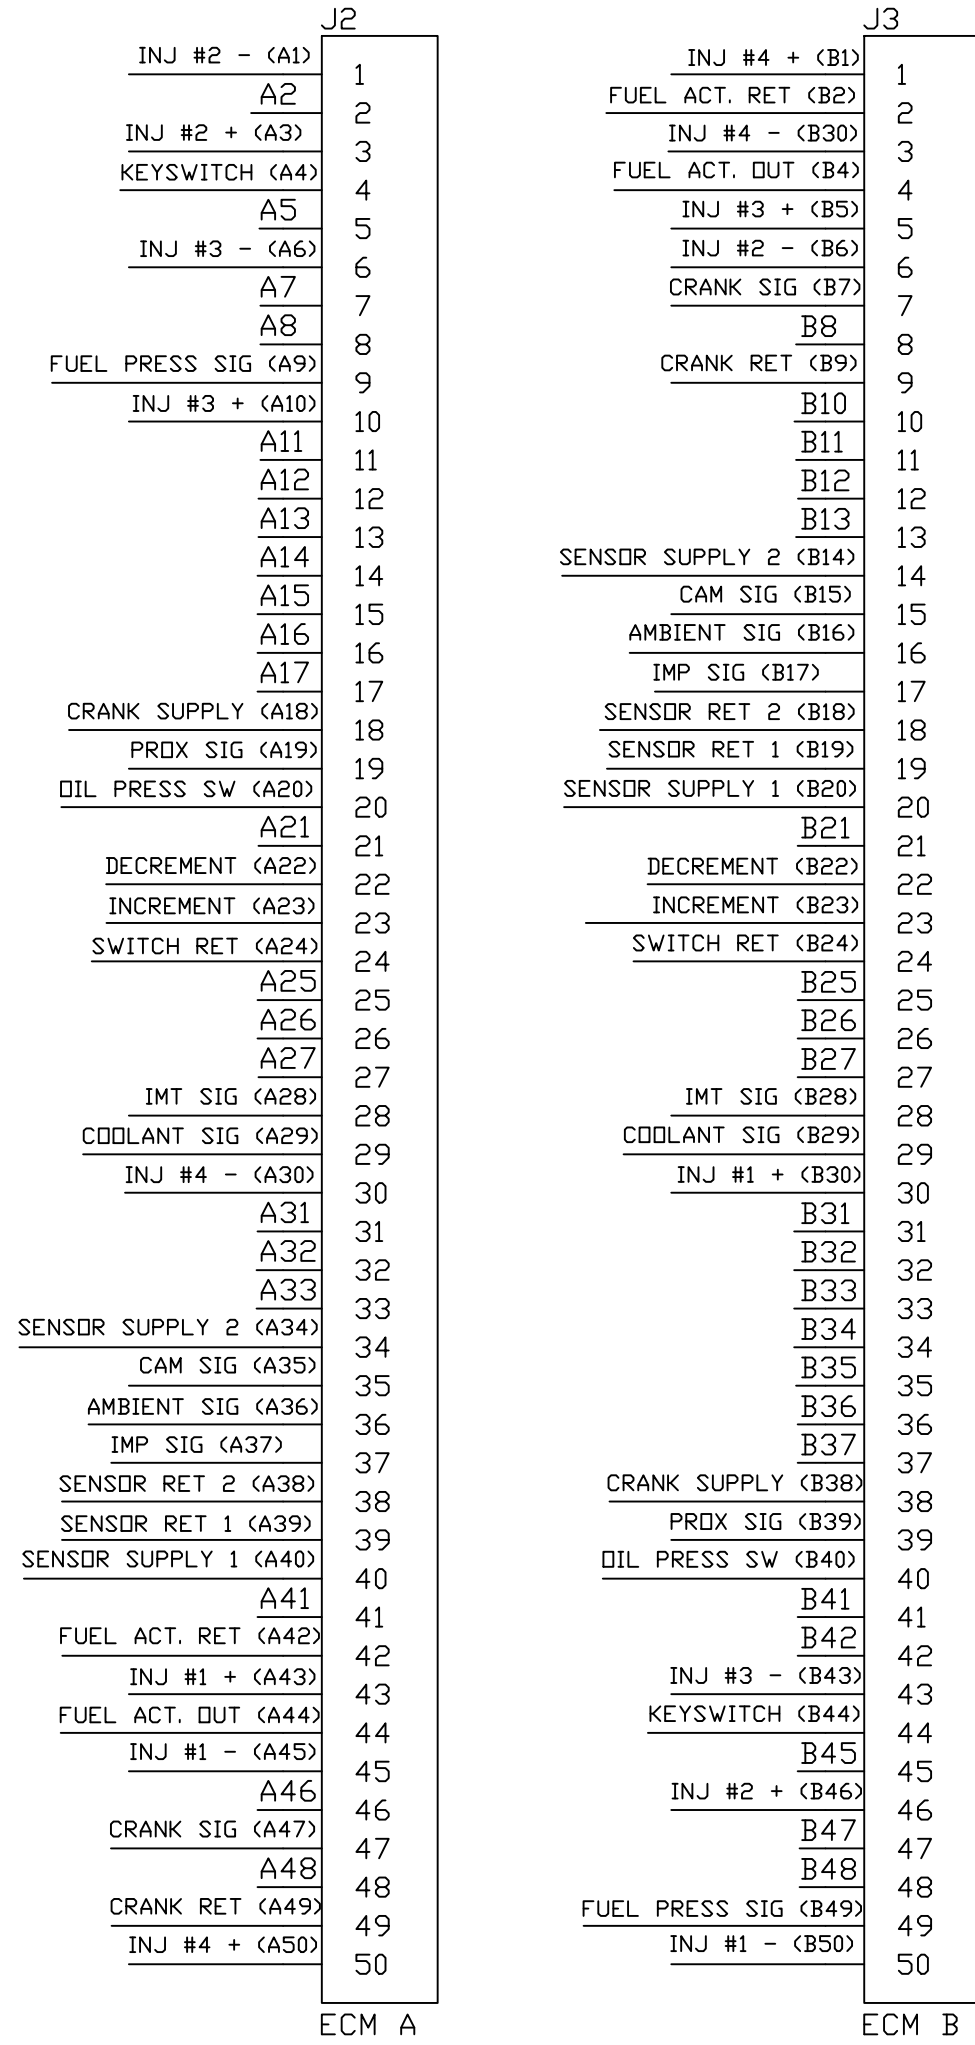 J2
INJ #2 - (A1)
1
A2
2
INJ #2 + (A3)
3
KEYSWITCH (A4)
4
A5
5
INJ #3 - (A6)
6
A7
7
A8
8
FUEL PRESS SIG (A9)
9
INJ #3 + (A10)
10
A11
11
A12
12
A13
13
A14
14
A15
15
A16
16
A17
17
CRANK SUPPLY (A18)
18
PROX SIG (A19)
19
OIL PRESS SW (A20)
20
A21
21
DECREMENT (A22)
22
INCREMENT (A23)
23
SWITCH RET (A24)
24
A25
25
A26
26
A27
27
IMT SIG (A28)
28
COOLANT SIG (A29)
29
INJ #4 - (A30)
30
A31
31
A32
32
A33
33
SENSOR SUPPLY 2 (A34)
34
CAM SIG (A35)
35
AMBIENT SIG (A36)
36
IMP SIG (A37)
37
SENSOR RET 2 (A38)
38
SENSOR RET 1 (A39)
39
SENSOR SUPPLY 1 (A40)
40
A41
41
FUEL ACT. RET (A42)
42
INJ #1 + (A43)
43
FUEL ACT. OUT (A44)
44
INJ #1 - (A45)
45
A46
46
CRANK SIG (A47)
47
A48
48
CRANK RET (A49)
49
INJ #4 + (A50)
50
ECM A
J3
INJ #4 + (B1)
1
FUEL ACT. RET (B2)
2
INJ #4 - (B30)
3
FUEL ACT. OUT (B4)
4
INJ #3 + (B5)
5
INJ #2 - (B6)
6
CRANK SIG (B7)
7
B8
8
CRANK RET (B9)
9
B10
10
B11
11
B12
12
B13
13
SENSOR SUPPLY 2 (B14)
14
CAM SIG (B15)
15
AMBIENT SIG (B16)
16
IMP SIG (B17)
17
SENSOR RET 2 (B18)
18
SENSOR RET 1 (B19)
19
SENSOR SUPPLY 1 (B20)
20
B21
21
DECREMENT (B22)
22
INCREMENT (B23)
23
SWITCH RET (B24)
24
B25
25
B26
26
B27
27
IMT SIG (B28)
28
COOLANT SIG (B29)
29
INJ #1 + (B30)
30
B31
31
B32
32
B33
33
B34
34
B35
35
B36
36
B37
37
CRANK SUPPLY (B38)
38
PROX SIG (B39)
39
OIL PRESS SW (B40)
40
B41
41
B42
42
INJ #3 - (B43)
43
KEYSWITCH (B44)
44
B45
45
INJ #2 + (B46)
46
B47
47
B48
48
FUEL PRESS SIG (B49)
49
INJ #1 - (B50)
50
ECM B